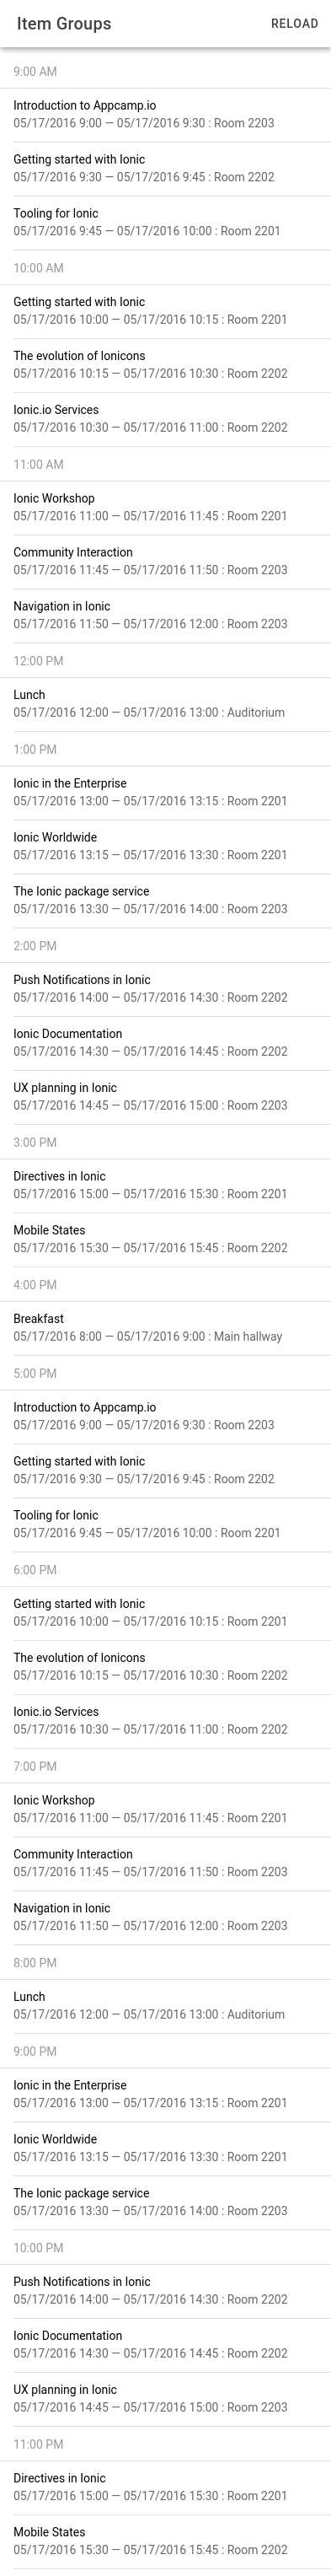 Item Groups
RELOAD
9:00 AM
Introduction to Appcamp.io
05/17/2016 9:00 — 05/17/2016 9:30 : Room 2203
Getting started with Ionic
05/17/2016 9:30 — 05/17/2016 9:45 : Room 2202
Tooling for Ionic
05/17/2016 9:45 — 05/17/2016 10:00 : Room 2201
10:00 AM
Getting started with Ionic
05/17/2016 10:00 — 05/17/2016 10:15 : Room 2201
The evolution of Ionicons
05/17/2016 10:15 — 05/17/2016 10:30 : Room 2202
Ionic.io Services
05/17/2016 10:30 — 05/17/2016 11:00 : Room 2202
11:00 AM
Ionic Workshop
05/17/2016 11:00 — 05/17/2016 11:45 : Room 2201
Community Interaction
05/17/2016 11:45 — 05/17/2016 11:50 : Room 2203
Navigation in Ionic
05/17/2016 11:50 — 05/17/2016 12:00 : Room 2203
12:00 PM
Lunch
05/17/2016 12:00 — 05/17/2016 13:00 : Auditorium
1:00 PM
Ionic in the Enterprise
05/17/2016 13:00 — 05/17/2016 13:15 : Room 2201
Ionic Worldwide
05/17/2016 13:15 — 05/17/2016 13:30 : Room 2201
The Ionic package service
05/17/2016 13:30 — 05/17/2016 14:00 : Room 2203
2:00 PM
Push Notifications in Ionic
05/17/2016 14:00 — 05/17/2016 14:30 : Room 2202
Ionic Documentation
05/17/2016 14:30 — 05/17/2016 14:45 : Room 2202
UX planning in Ionic
05/17/2016 14:45 — 05/17/2016 15:00 : Room 2203
3:00 PM
Directives in Ionic
05/17/2016 15:00 — 05/17/2016 15:30 : Room 2201
Mobile States
05/17/2016 15:30 — 05/17/2016 15:45 : Room 2202
4:00 PM
Breakfast
05/17/2016 8:00 — 05/17/2016 9:00 : Main hallway
5:00 PM
Introduction to Appcamp.io
05/17/2016 9:00 — 05/17/2016 9:30 : Room 2203
Getting started with Ionic
05/17/2016 9:30 — 05/17/2016 9:45 : Room 2202
Tooling for Ionic
05/17/2016 9:45 — 05/17/2016 10:00 : Room 2201
6:00 PM
Getting started with Ionic
05/17/2016 10:00 — 05/17/2016 10:15 : Room 2201
The evolution of Ionicons
05/17/2016 10:15 — 05/17/2016 10:30 : Room 2202
Ionic.io Services
05/17/2016 10:30 — 05/17/2016 11:00 : Room 2202
7:00 PM
Ionic Workshop
05/17/2016 11:00 — 05/17/2016 11:45 : Room 2201
Community Interaction
05/17/2016 11:45 — 05/17/2016 11:50 : Room 2203
Navigation in Ionic
05/17/2016 11:50 — 05/17/2016 12:00 : Room 2203
8:00 PM
Lunch
05/17/2016 12:00 — 05/17/2016 13:00 : Auditorium
9:00 PM
Ionic in the Enterprise
05/17/2016 13:00 — 05/17/2016 13:15 : Room 2201
Ionic Worldwide
05/17/2016 13:15 — 05/17/2016 13:30 : Room 2201
The Ionic package service
05/17/2016 13:30 — 05/17/2016 14:00 : Room 2203
10:00 PM
Push Notifications in Ionic
05/17/2016 14:00 — 05/17/2016 14:30 : Room 2202
Ionic Documentation
05/17/2016 14:30 — 05/17/2016 14:45 : Room 2202
UX planning in Ionic
05/17/2016 14:45 — 05/17/2016 15:00 : Room 2203
11:00 PM
Directives in Ionic
05/17/2016 15:00 — 05/17/2016 15:30 : Room 2201
Mobile States
05/17/2016 15:30 — 05/17/2016 15:45 : Room 2202